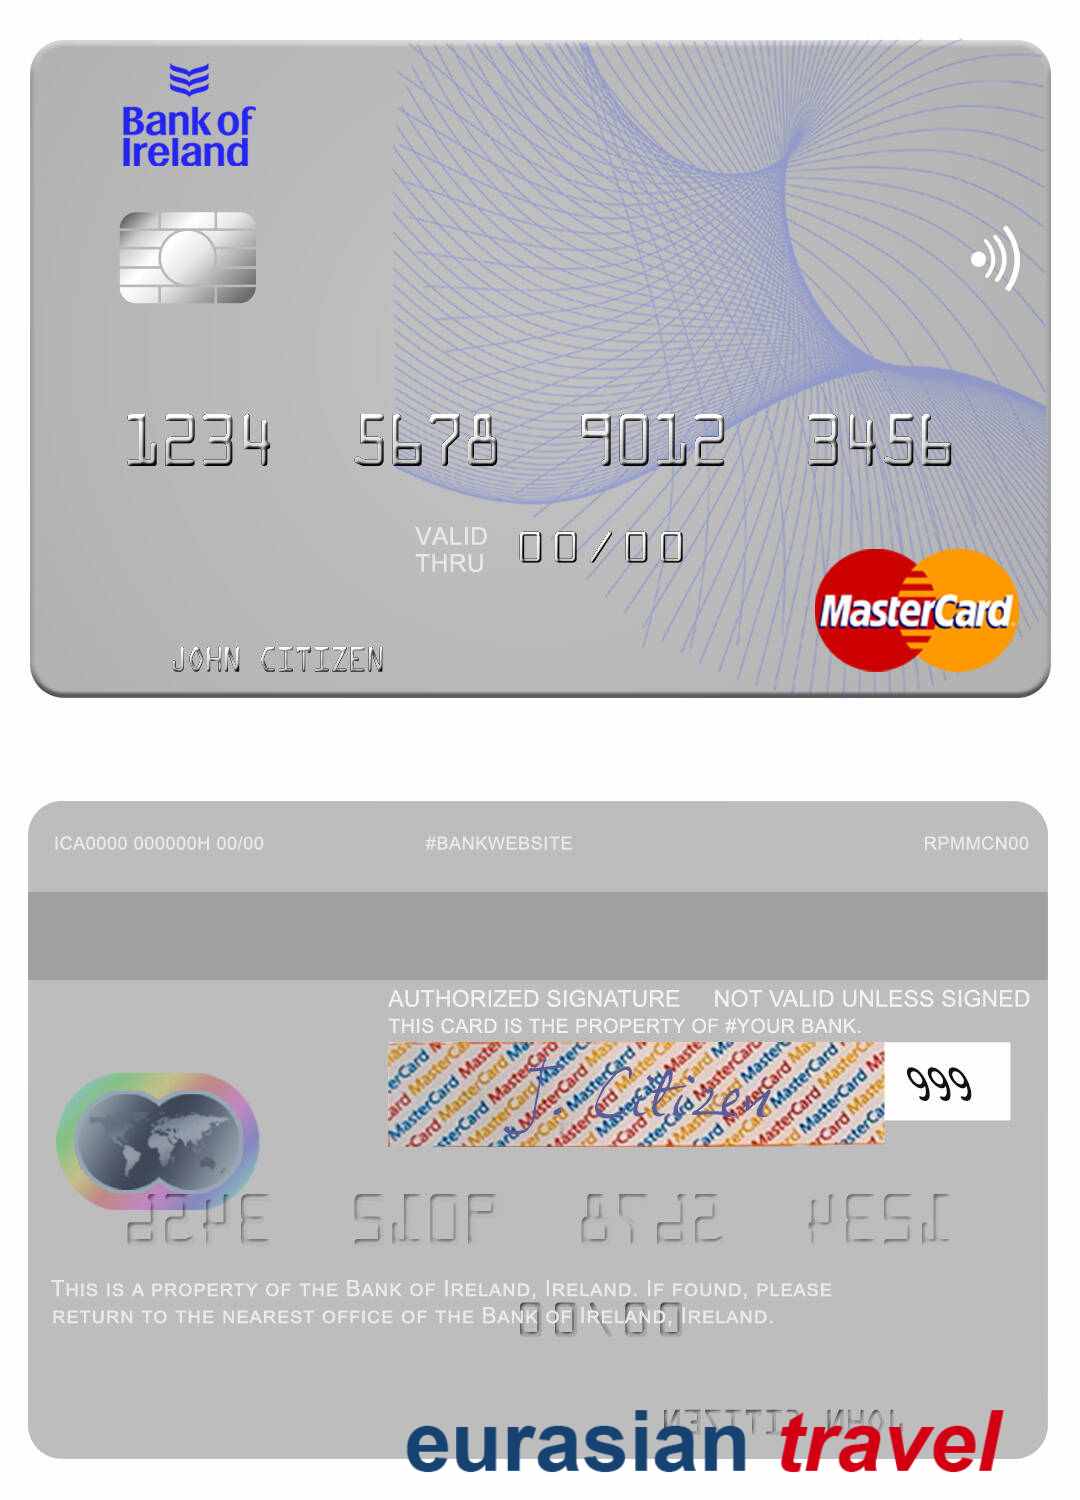 Bank of
Ireland
1234 5678 9012 3456
VALID
THRU 00/00
MasterCard
JOHN CITIZEN
ICA0000 000000H 00/00 #BANKWEBSITE RPMMCN00
AUTHORIZED SIGNATURE NOT VALID UNLESS SIGNED
THIS CARD IS THE PROPERTY OF #YOUR BANK.
J. Citizen 999
THIS IS A PROPERTY OF THE BANK OF IRELAND, IRELAND. IF FOUND, PLEASE
RETURN TO THE NEAREST OFFICE OF THE BANK OF IRELAND, IRELAND.
eurasian travel